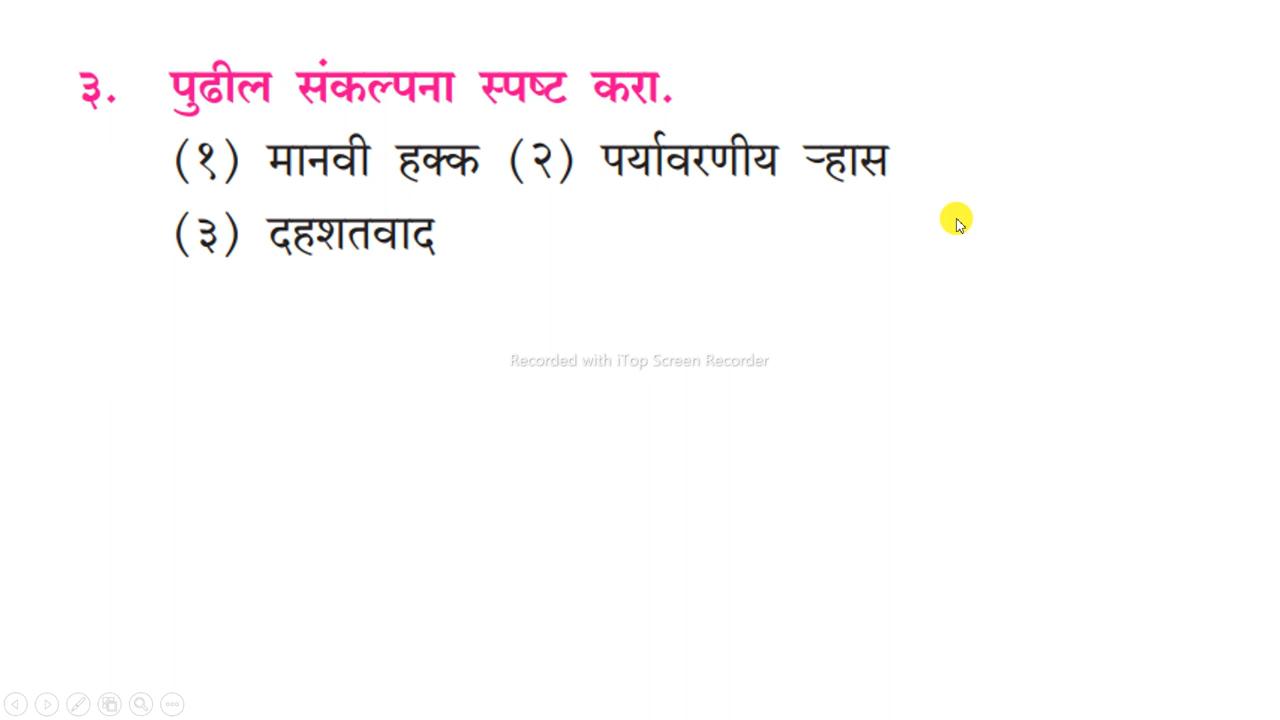 ३. पुढील संकल्पना स्पष्ट करा.
(१) मानवी हक्क (२) पर्यावरणीय ऱ्हास
(३) दहशतवाद
Recorded with iTop Screen Recorder